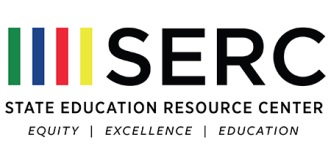 SERC
STATE EDUCATION RESOURCE CENTER
EQUITY | EXCELLENCE | EDUCATION